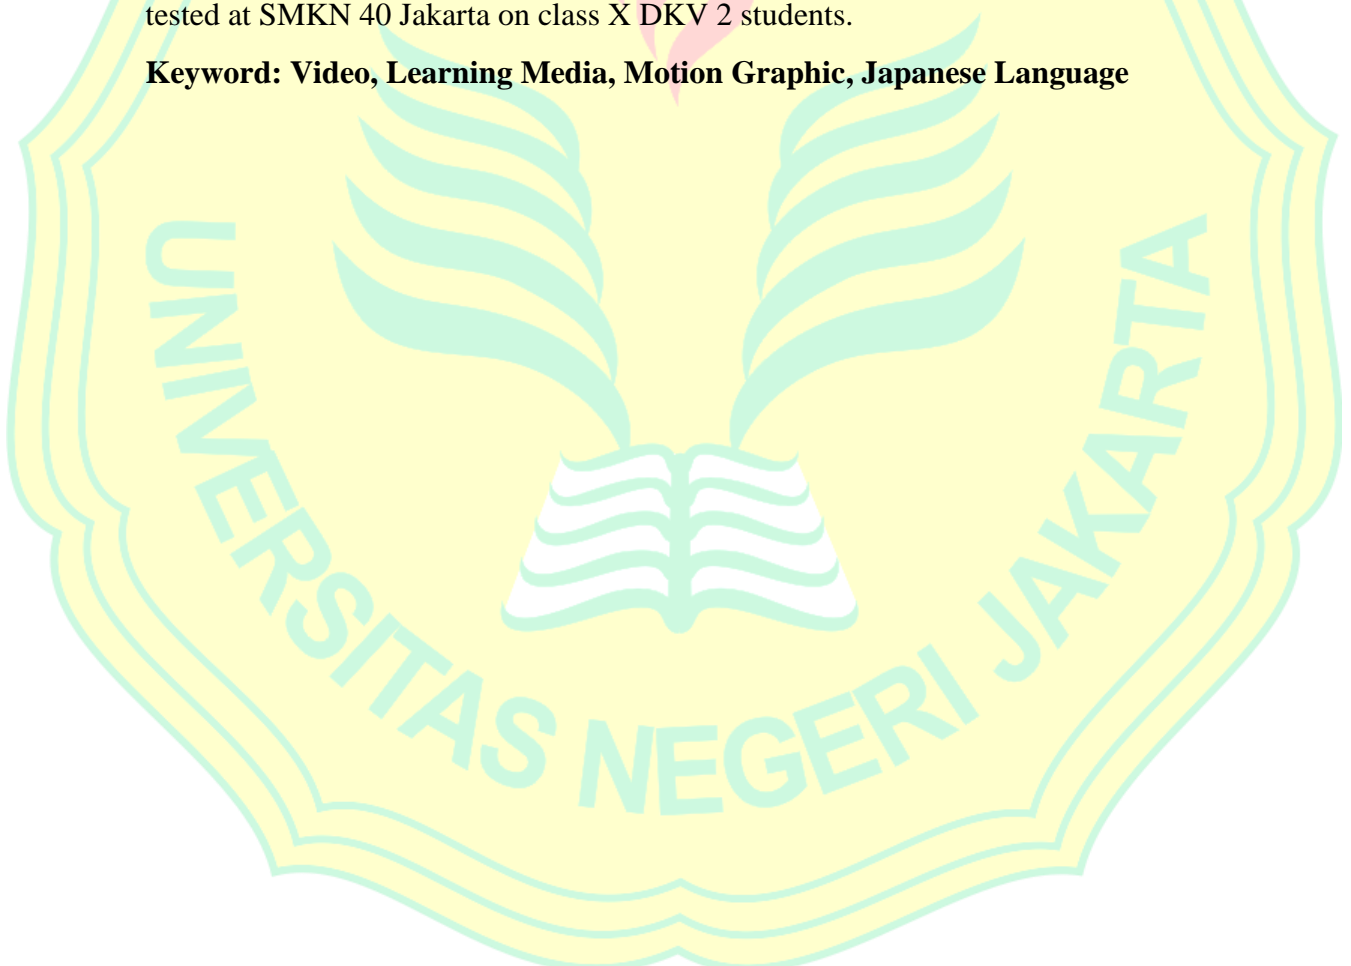 tested at SMKN 40 Jakarta on class X DKV 2 students.
Keyword: Video, Learning Media, Motion Graphic, Japanese Language
UNIVERSITAS NEGERI JAKARTA